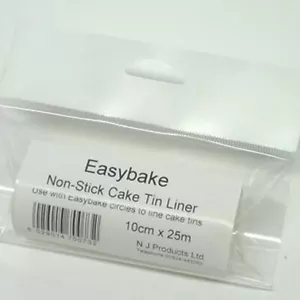 Easybake
Non-Stick Cake Tin Liner
Use with Easybake circles to line cake tins
10cm x 25m
N J Products Ltd